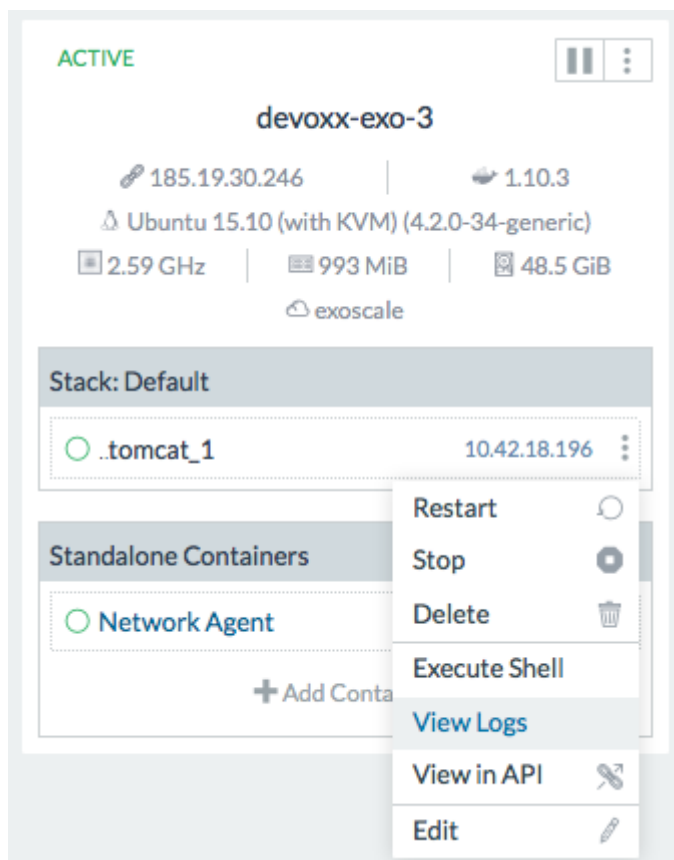 ACTIVE
devoxx-exo-3
185.19.30.246 1.10.3
Ubuntu 15.10 (with KVM) (4.2.0-34-generic)
2.59 GHz 993 MiB 48.5 GiB
exoscale
Stack: Default
..tomcat_1 10.42.18.196
Restart
Standalone Containers
Stop
Network Agent
Delete
Execute Shell
Add Conta
View Logs
View in API
Edit